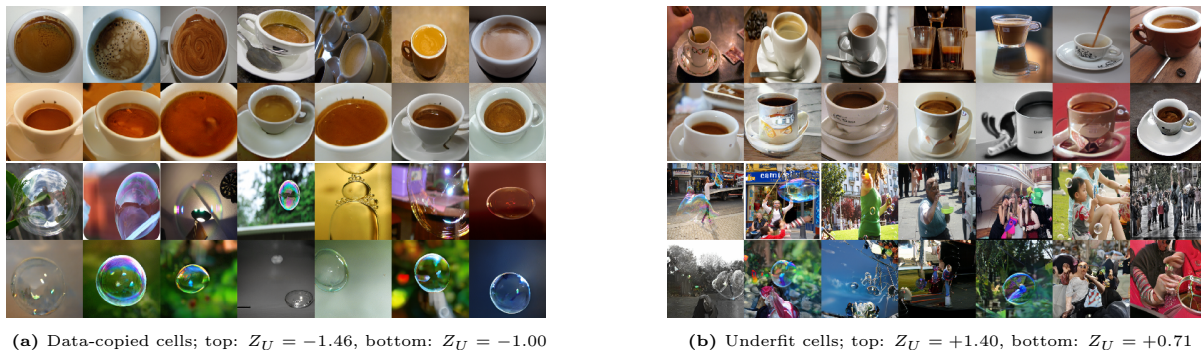 (a) Data-copied cells; top: Z_U = −1.46, bottom: Z_U = −1.00
(b) Underfit cells; top: Z_U = +1.40, bottom: Z_U = +0.71